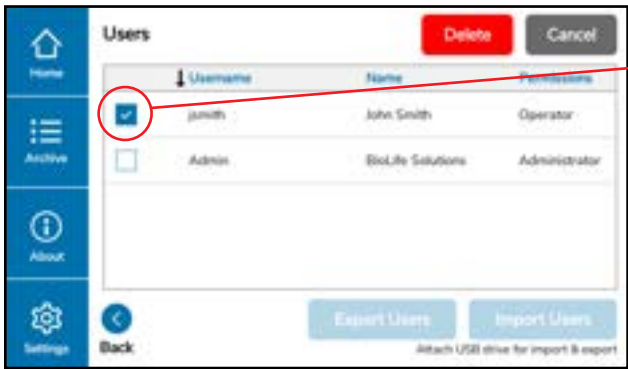 Users
Delete
Cancel
Home
Username
Name
Permissions
jsmith
John Smith
Operator
Archive
Admin
BioLife Solutions
Administrator
About
Export Users
Import Users
Settings
Back
Attach USB drive for import & export